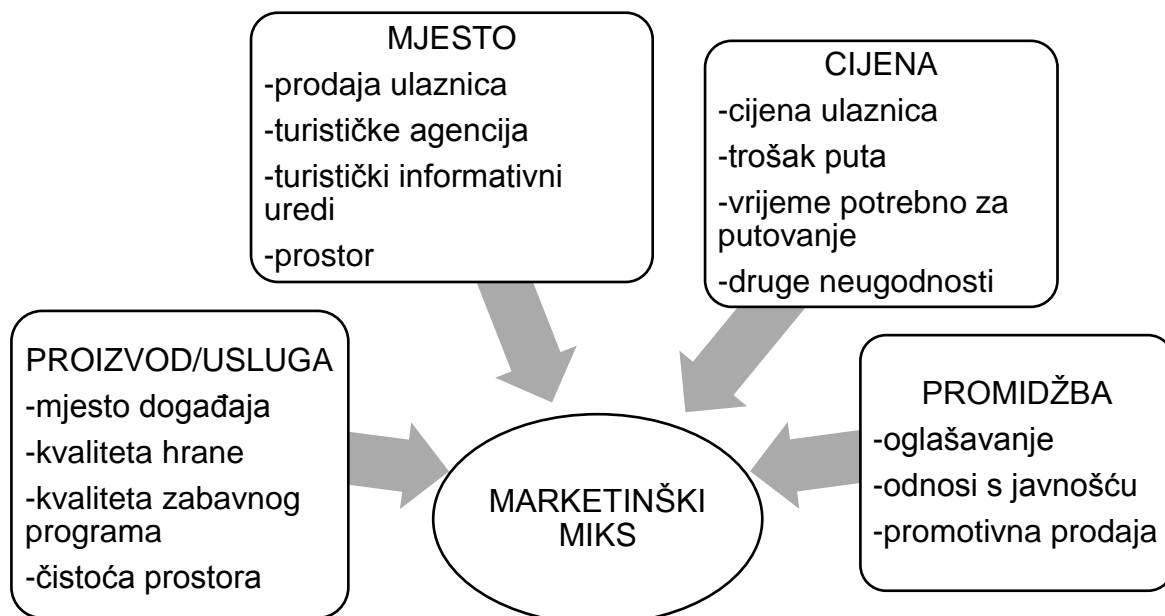 MJESTO
-prodaja ulaznica
-turističke agencija
-turistički informativni
uredi
-prostor
CIJENA
-cijena ulaznica
-trošak puta
-vrijeme potrebno za
putovanje
-druge neugodnosti
PROIZVOD/USLUGA
-mjesto događaja
-kvaliteta hrane
-kvaliteta zabavnog
programa
-čistoća prostora
MARKETINŠKI
MIKS
PROMIDŽBA
-oglašavanje
-odnosi s javnošću
-promotivna prodaja